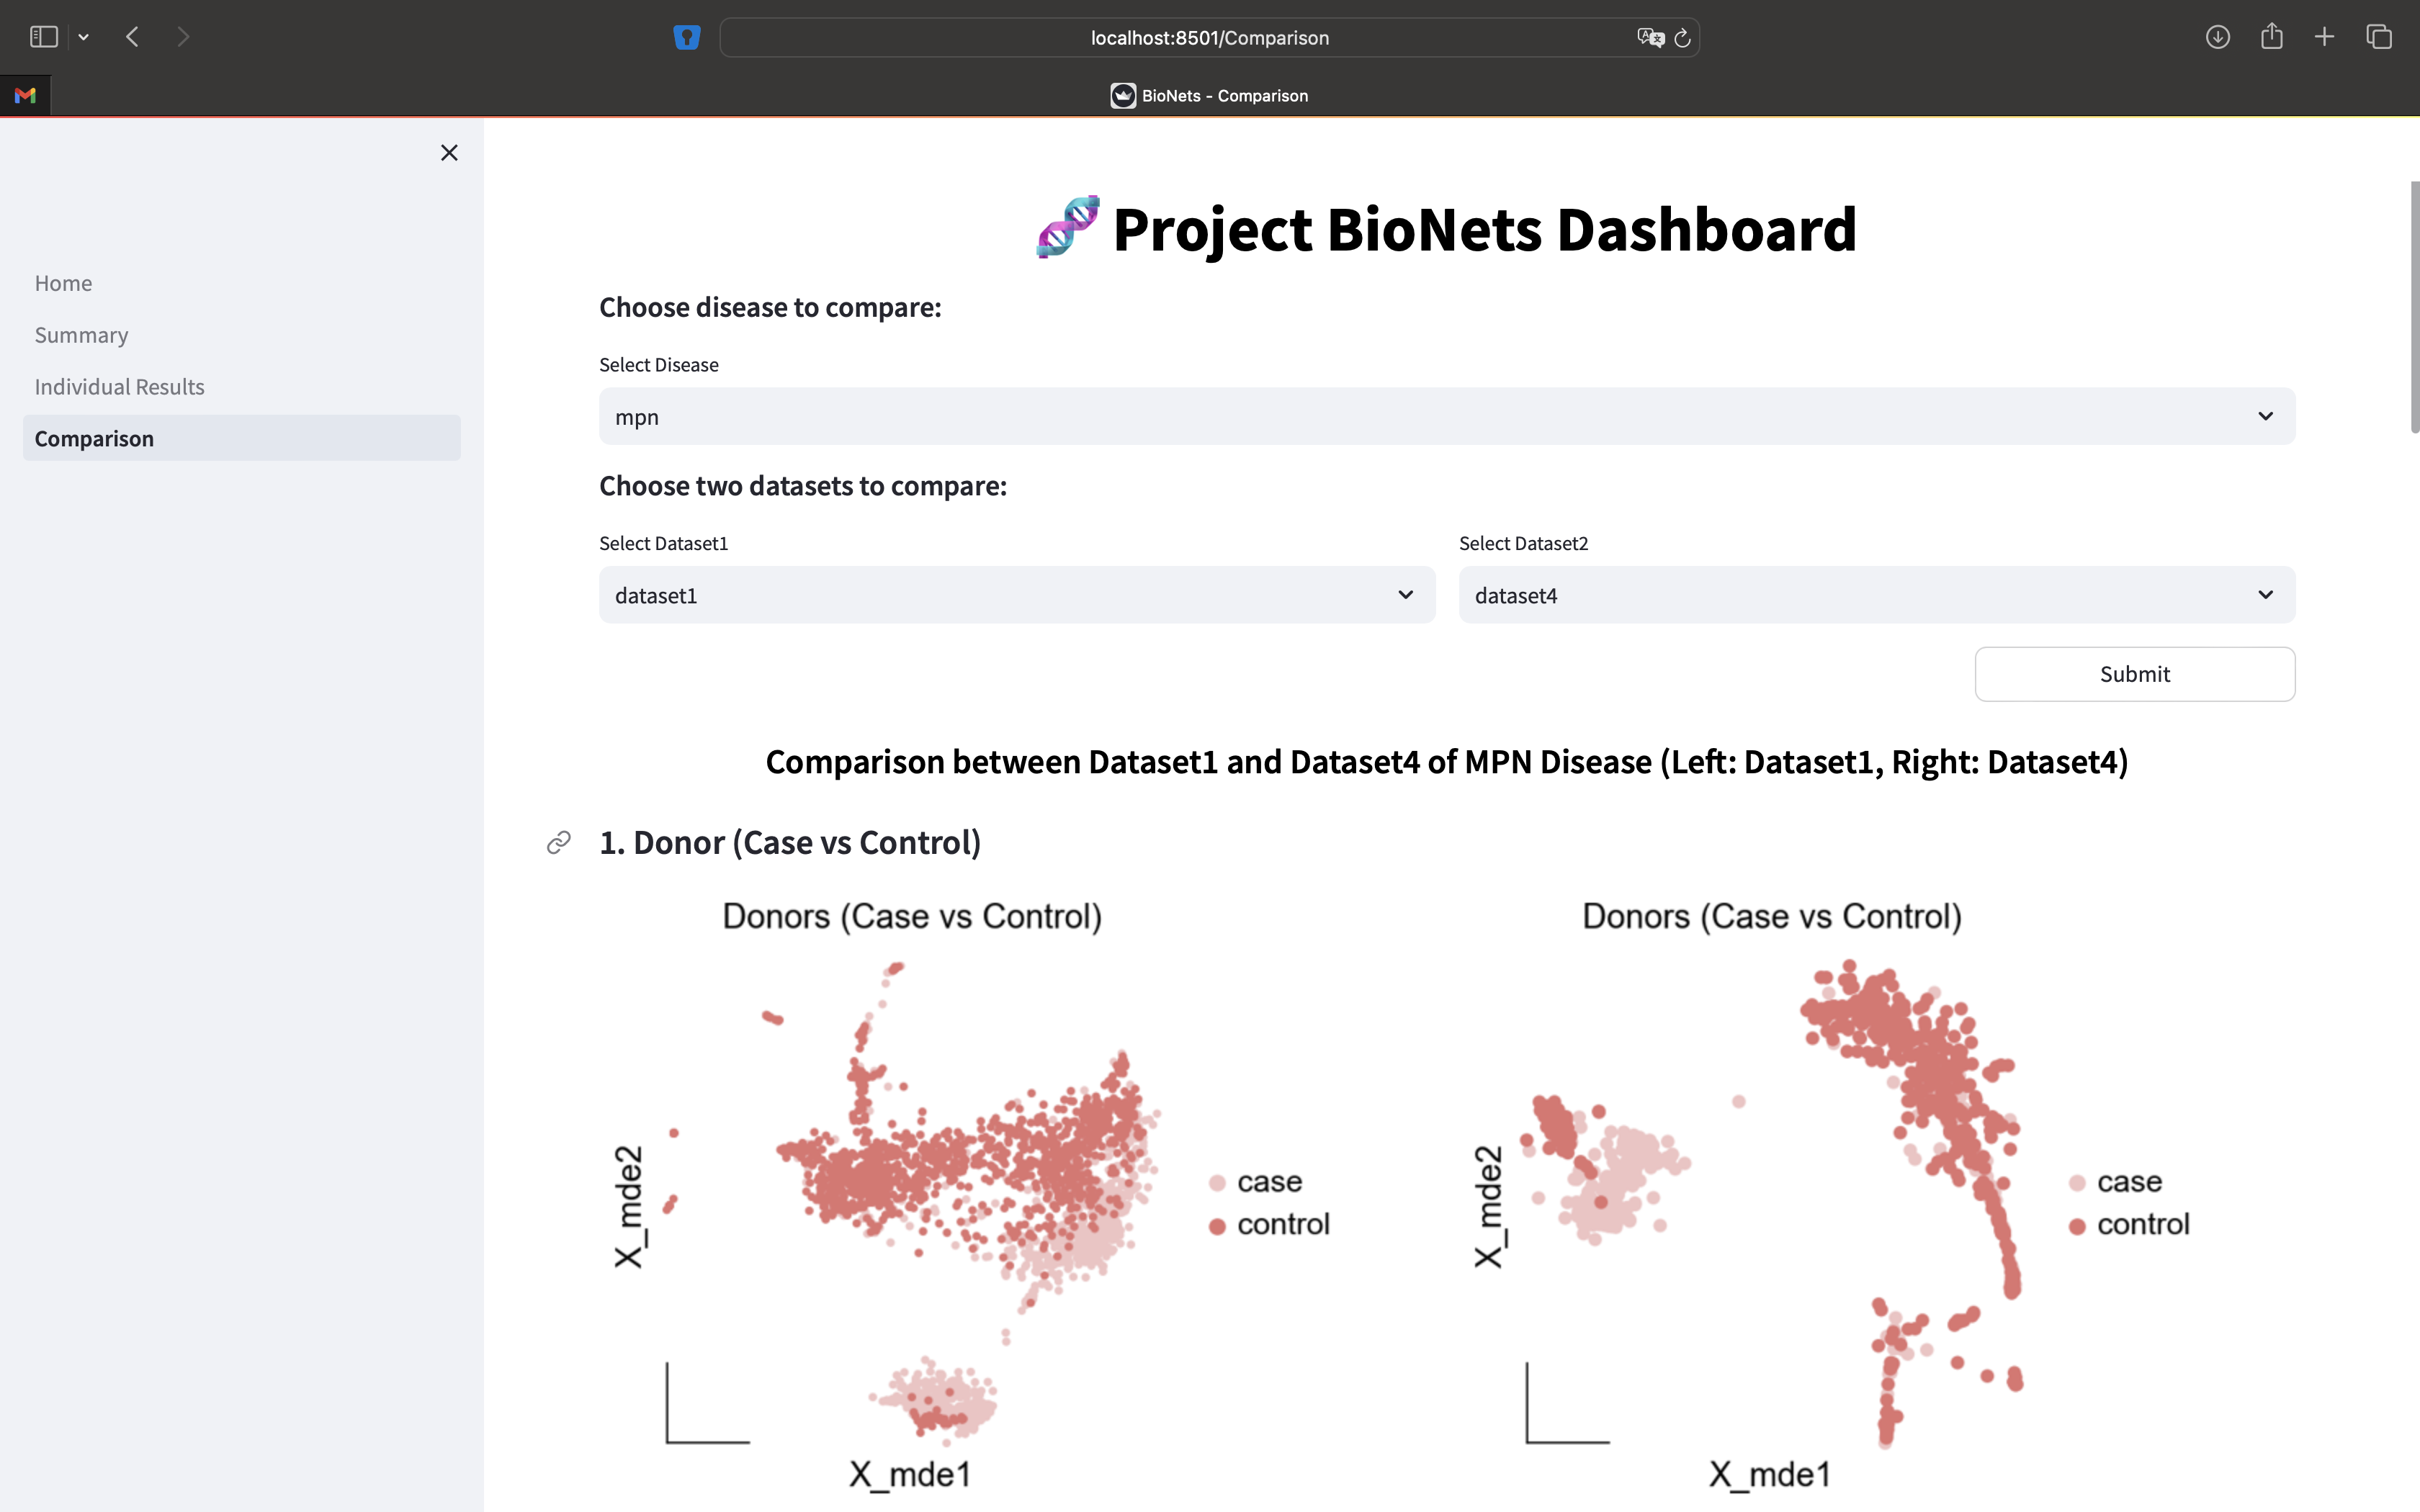 localhost:8501/Comparison
BioNets - Comparison
Home
Summary
Individual Results
Comparison
🧬 Project BioNets Dashboard
Choose disease to compare:
Select Disease
mpn
Choose two datasets to compare:
Select Dataset1
Select Dataset2
dataset1
dataset4
Submit
Comparison between Dataset1 and Dataset4 of MPN Disease (Left: Dataset1, Right: Dataset4)
1. Donor (Case vs Control)
Donors (Case vs Control)
X_mde2
case
control
X_mde1
Donors (Case vs Control)
X_mde2
case
control
X_mde1